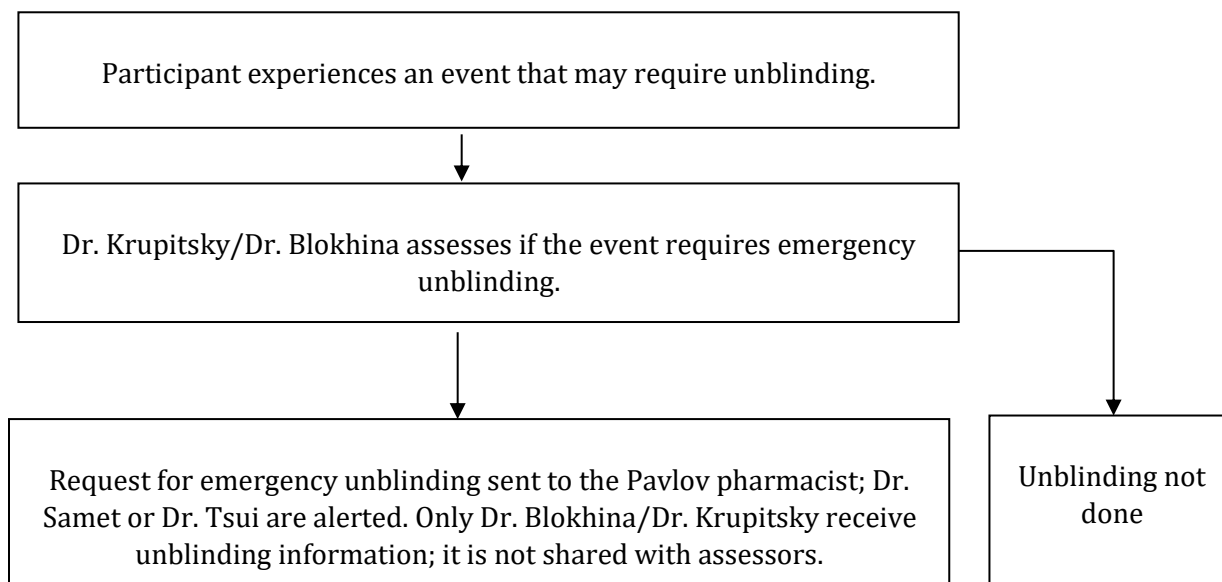 Participant experiences an event that may require unblinding.
Dr. Krupitsky/Dr. Blokhina assesses if the event requires emergency
unblinding.
Request for emergency unblinding sent to the Pavlov pharmacist; Dr.
Samet or Dr. Tsui are alerted. Only Dr. Blokhina/Dr. Krupitsky receive
unblinding information; it is not shared with assessors.
Unblinding not
done